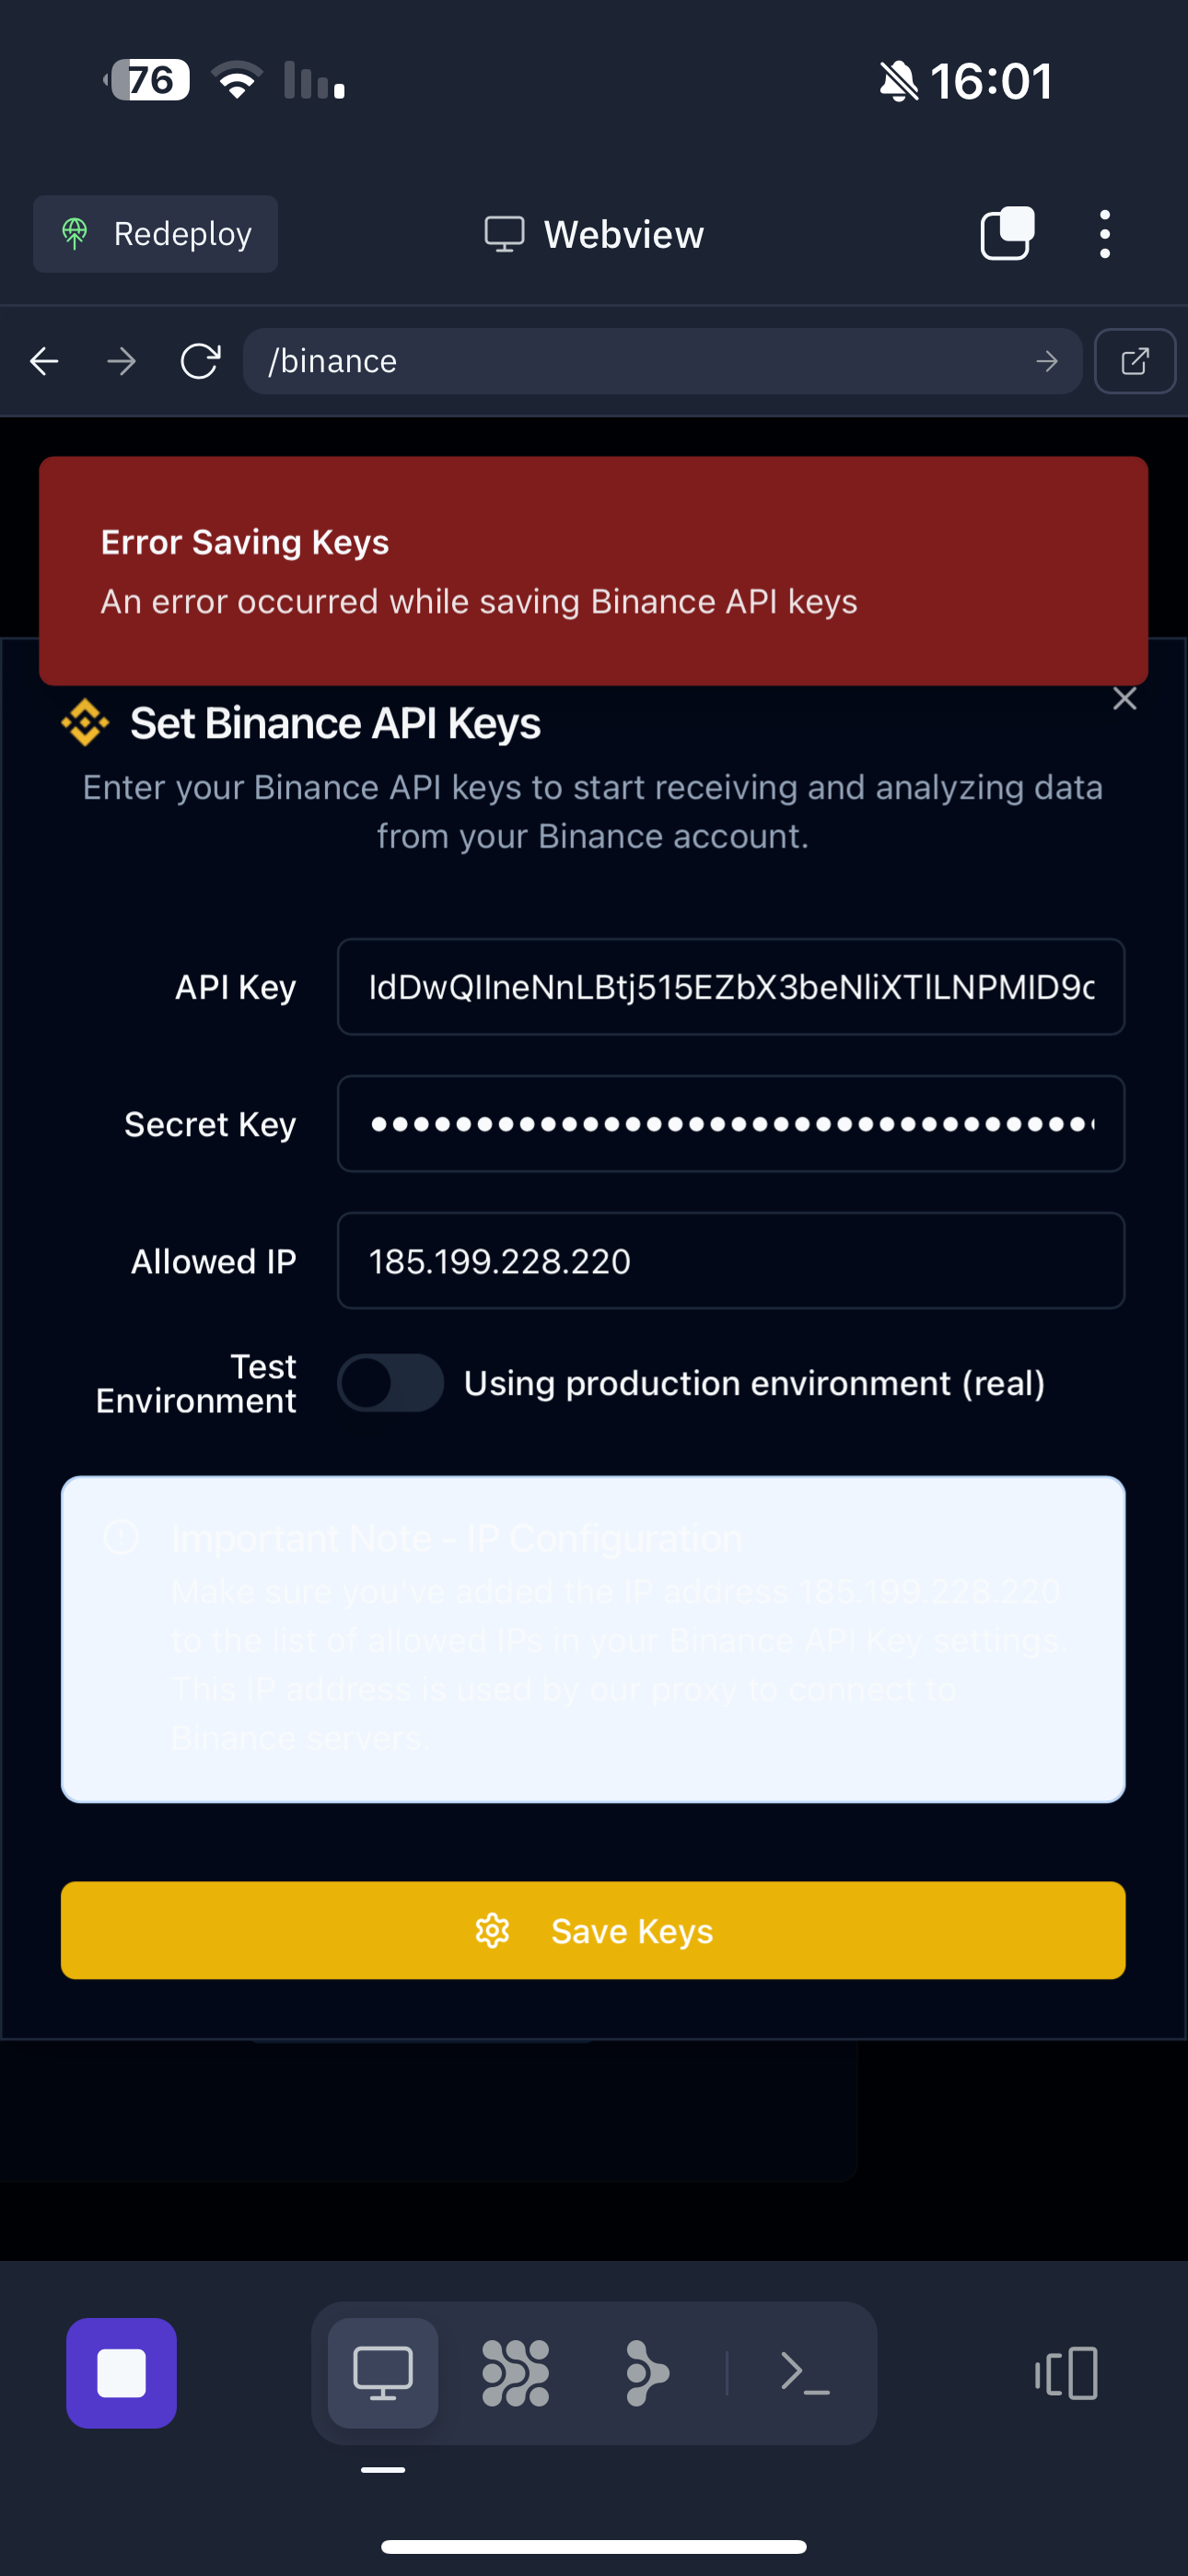 76
16:01
Redeploy
Webview
/binance
Error Saving Keys
An error occurred while saving Binance API keys
Set Binance API Keys
Enter your Binance API keys to start receiving and analyzing data
from your Binance account.
API Key
Secret Key
Allowed IP
185.199.228.220
Test
Environment
Using production environment (real)
Important Note - IP Configuration
Make sure you've added the IP address 185.199.228.220
to the list of allowed IPs in your Binance API Key settings.
This IP address is used by our proxy to connect to
Binance servers.
Save Keys